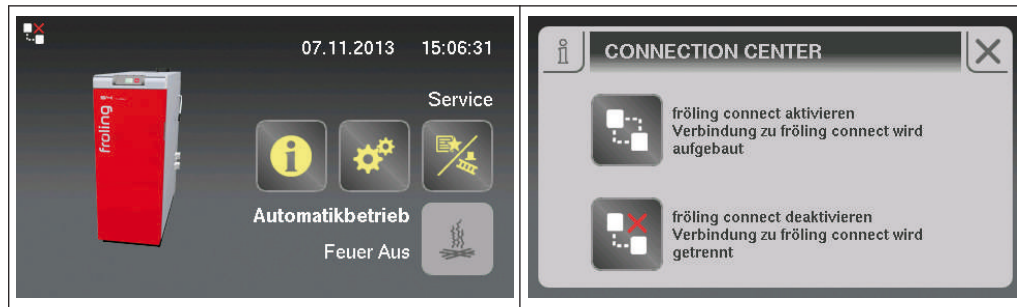 07.11.2013 15:06:31
Service
froling
Automatikbetrieb
Feuer Aus
CONNECTION CENTER
fröling connect aktivieren
Verbindung zu fröling connect wird
aufgebaut
fröling connect deaktivieren
Verbindung zu fröling connect wird
getrennt